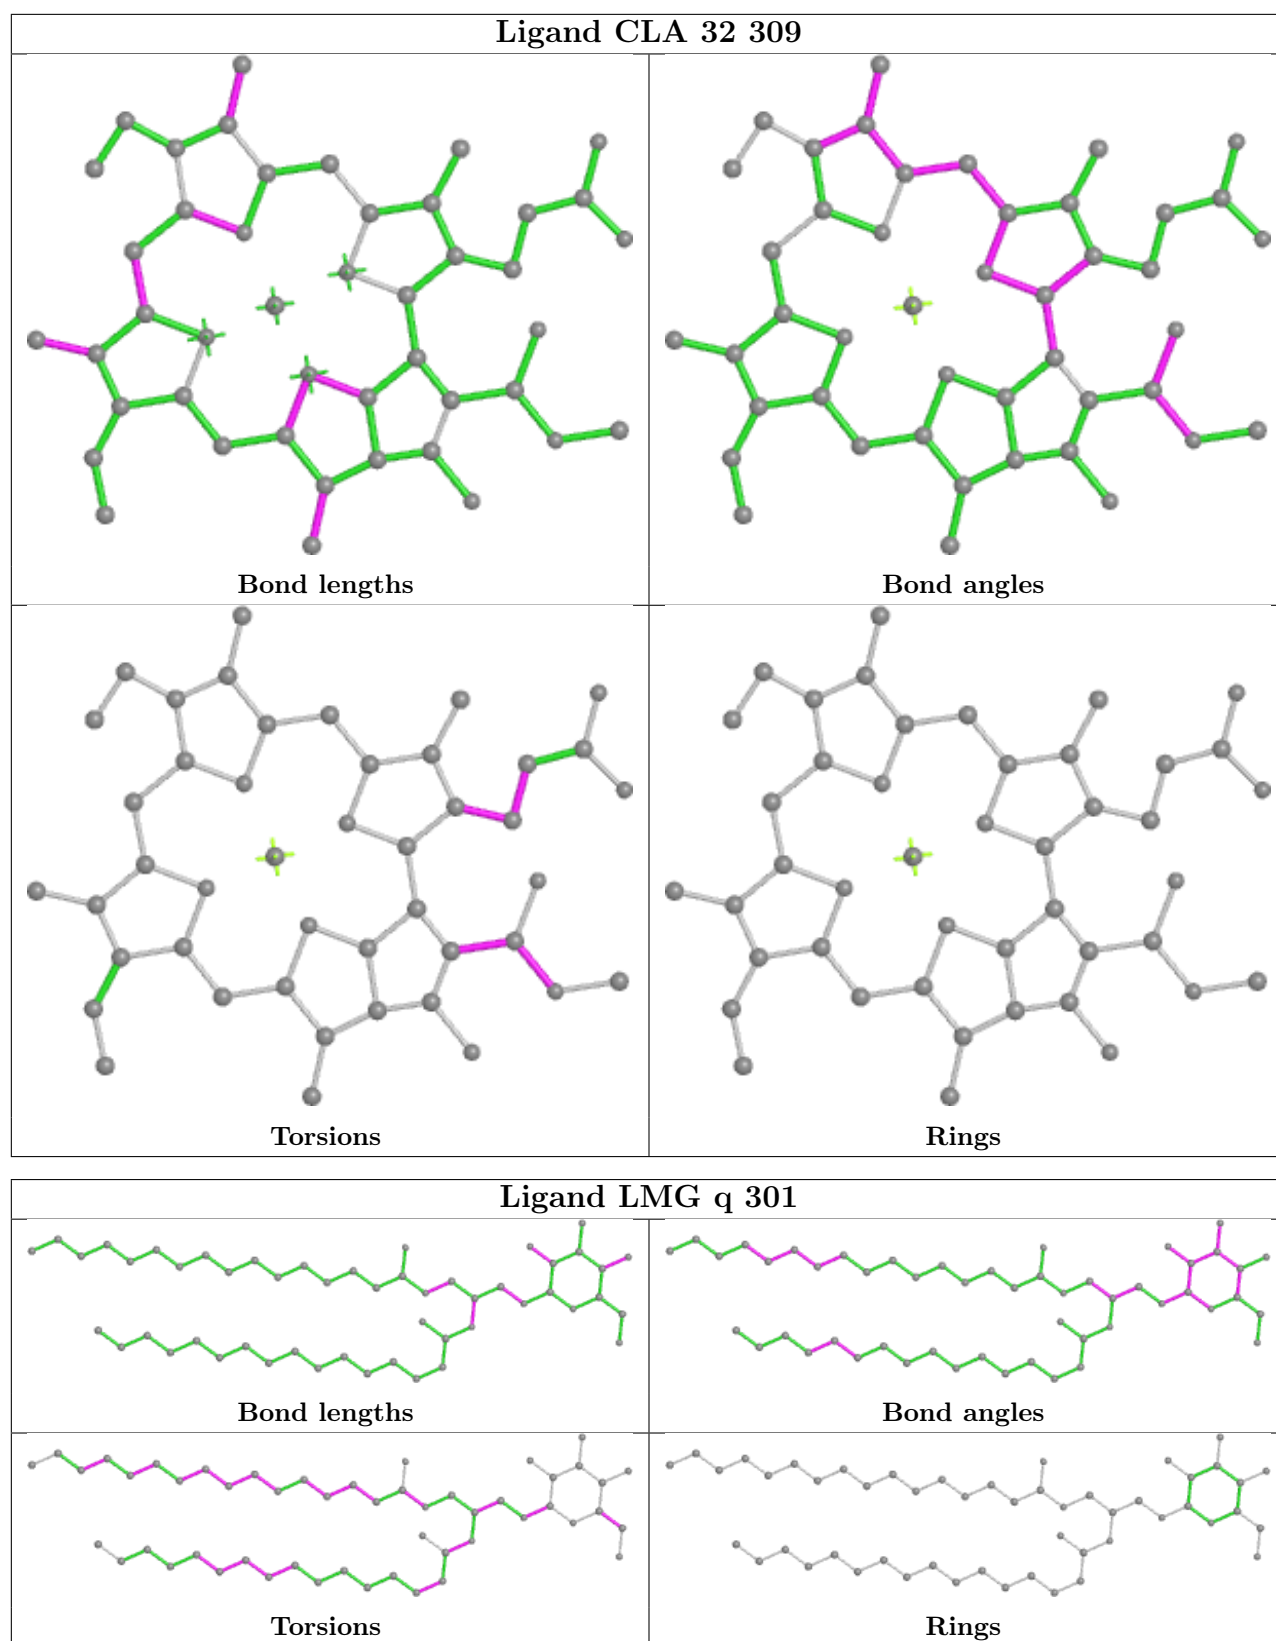 Ligand CLA 32 309
Bond lengths
Bond angles
Torsions
Rings
Ligand LMG q 301
Bond lengths
Bond angles
Torsions
Rings